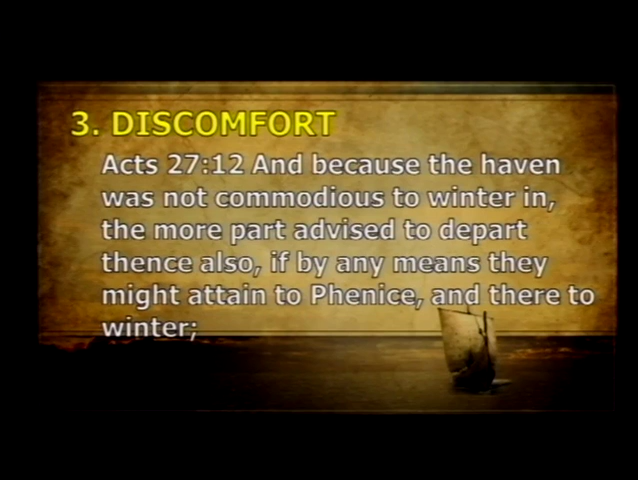 3. DISCOMFORT
Acts 27:12 And because the haven
was not commodious to winter in,
the more part advised to depart
thence also, if by any means they
might attain to Phenice, and there to
winter;